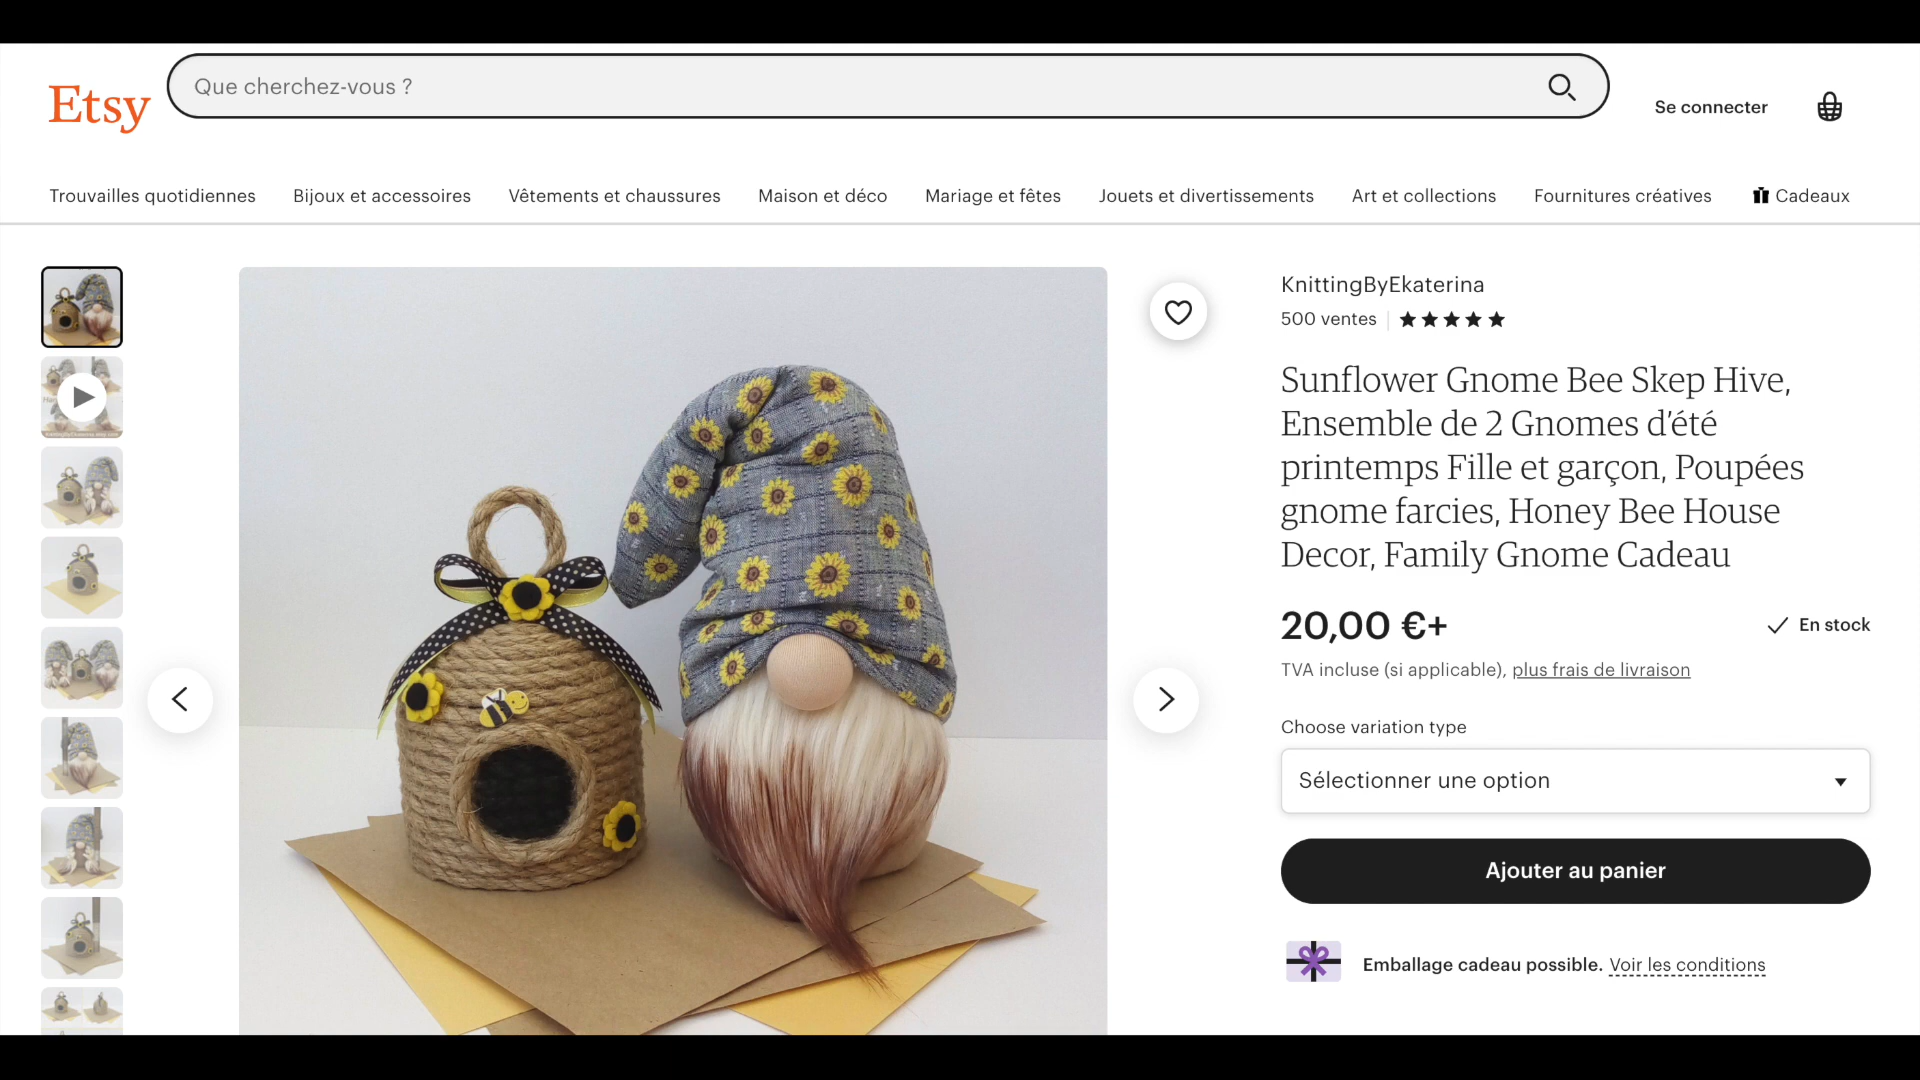 Etsy
Que cherchez-vous ?
Se connecter
Trouvailles quotidiennes
Bijoux et accessoires
Vêtements et chaussures
Maison et déco
Mariage et fêtes
Jouets et divertissements
Art et collections
Fournitures créatives
Cadeaux
KnittingByEkaterina
500 ventes
Sunflower Gnome Bee Skep Hive,
Ensemble de 2 Gnomes d’été
printemps Fille et garçon, Poupées
gnome farcies, Honey Bee House
Decor, Family Gnome Cadeau
20,00 €+
En stock
TVA incluse (si applicable), plus frais de livraison
Choose variation type
Sélectionner une option
Ajouter au panier
Emballage cadeau possible. Voir les conditions